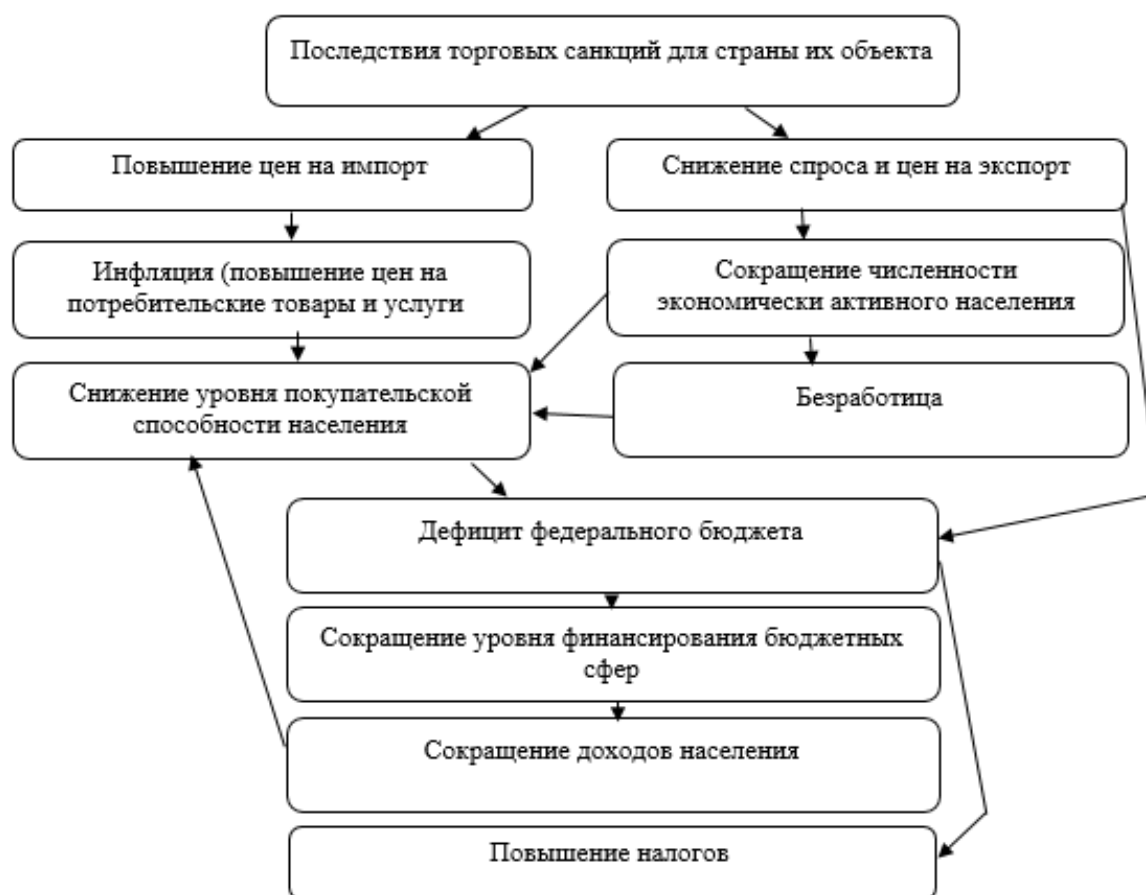 Последствия торговых санкций для страны их объекта
Повышение цен на импорт
Снижение спроса и цен на экспорт
Инфляция (повышение цен на
потребительские товары и услуги
Сокращение численности
экономически активного населения
Снижение уровня покупательской
способности населения
Безработица
Дефицит федерального бюджета
Сокращение уровня финансирования бюджетных
сфер
Сокращение доходов населения
Повышение налогов